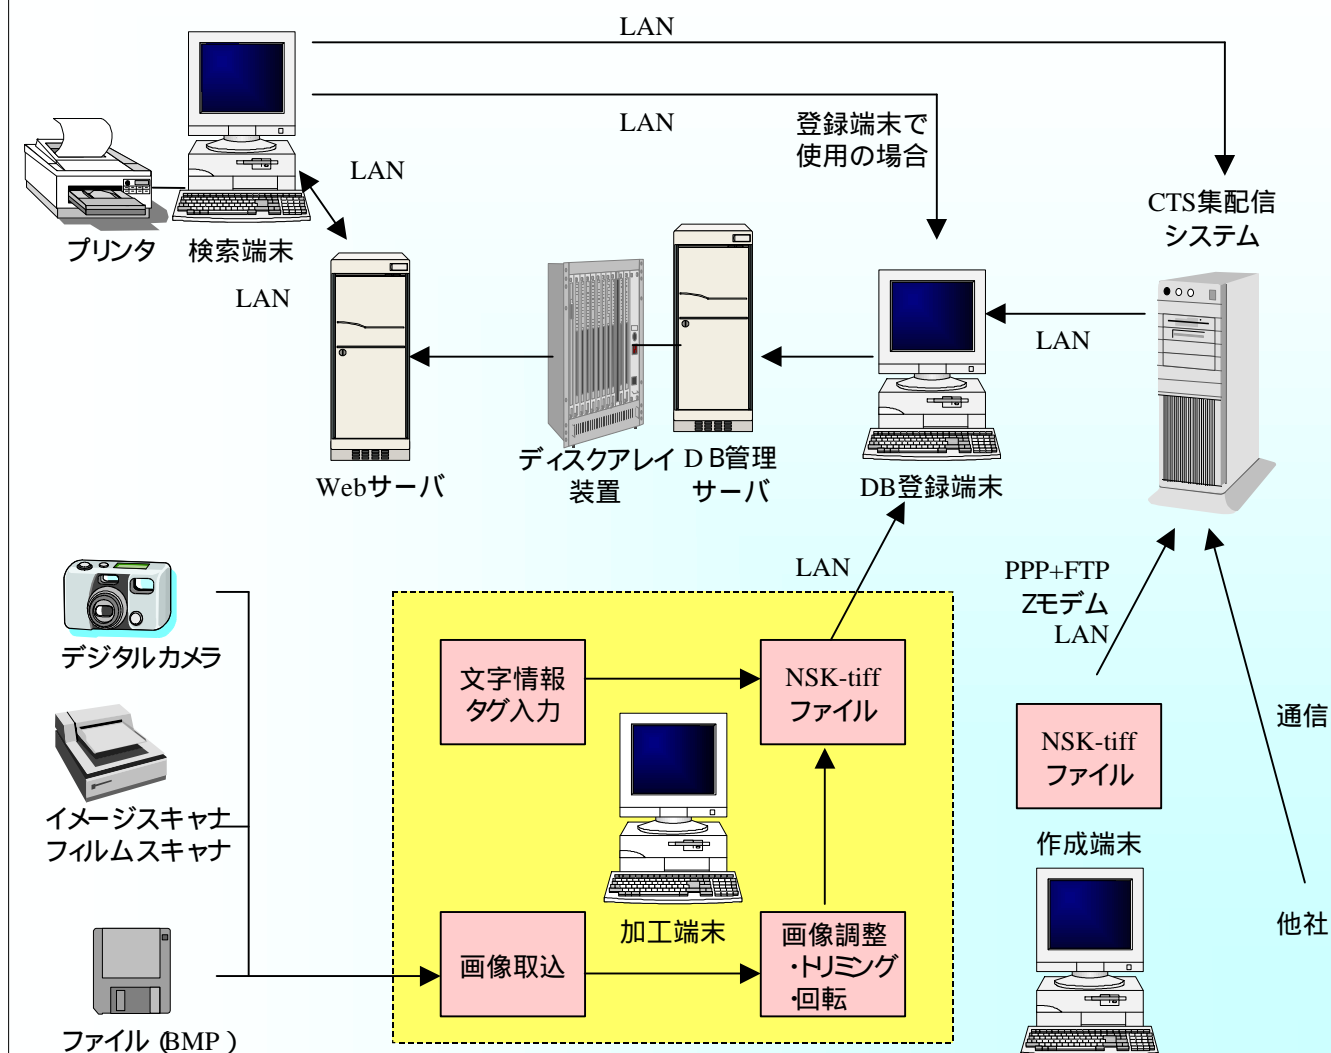 LAN
LAN
登録端末で
使用の場合
LAN
CTS集配信
システム
プリンタ
検索端末
LAN
LAN
Webサーバ
ディスクアレイ
装置
DB管理
サーバ
DB登録端末
LAN
PPP+FTP
Zモデム
LAN
デジタルカメラ
文字情報
タグ入力
NSK-tiff
ファイル
NSK-tiff
ファイル
通信
イメージスキャナ
フィルムスキャナ
作成端末
加工端末
他社
画像取込
画像調整
・トリミング
・回転
ファイル(BMP)